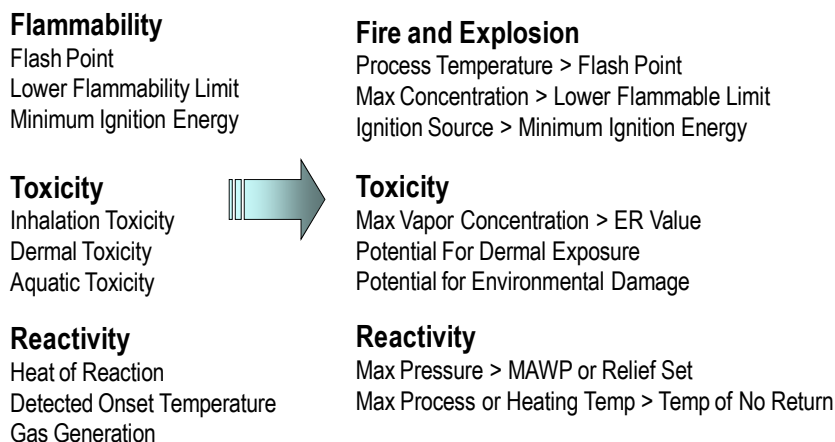 Flammability
Flash Point
Lower Flammability Limit
Minimum Ignition Energy
Toxicity
Inhalation Toxicity
Dermal Toxicity
Aquatic Toxicity
Reactivity
Heat of Reaction
Detected Onset Temperature
Gas Generation
Fire and Explosion
Process Temperature > Flash Point
Max Concentration > Lower Flammable Limit
Ignition Source > Minimum Ignition Energy
Toxicity
Max Vapor Concentration > ER Value
Potential For Dermal Exposure
Potential for Environmental Damage
Reactivity
Max Pressure > MAWP or Relief Set
Max Process or Heating Temp > Temp of No Return